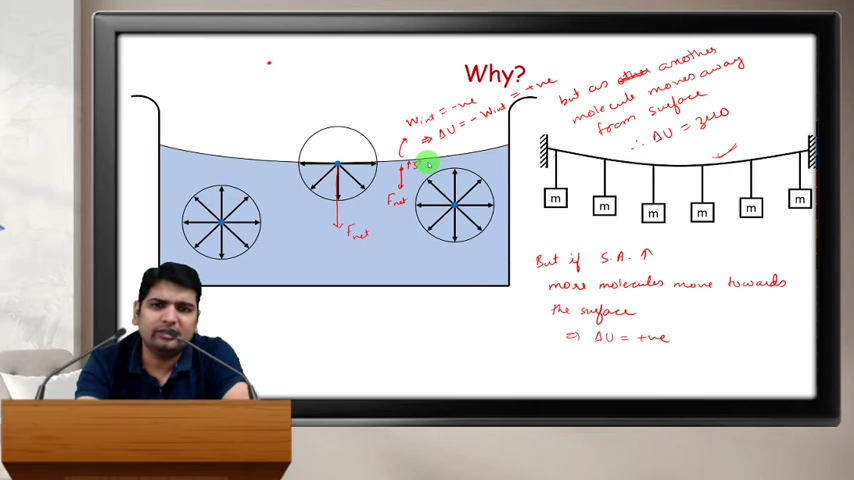 Why?
Wint = -ve
⇒ ΔU = - Wint = +ve
but as another
molecule moves away
from surface
∴ ΔU = zero
↑S
Fnet
Fnet
m m m m m m
But if S.A. ↑
more molecules move towards
the surface
⇒ ΔU = +ve